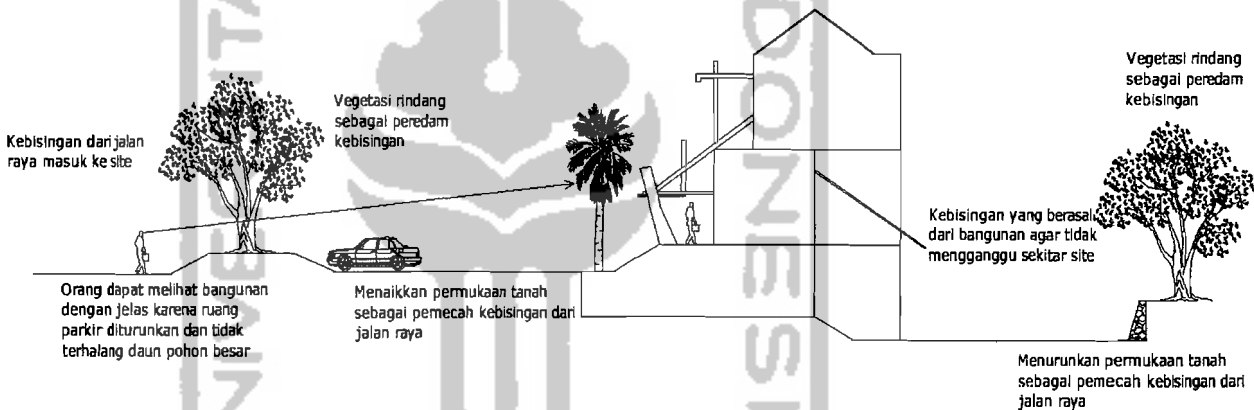 Kebisingan dari jalan
raya masuk ke site
Vegetasi rindang
sebagai peredam
kebisingan
Vegetasi rindang
sebagai peredam
kebisingan
Kebisingan yang berasal
dari bangunan agar tidak
mengganggu sekitar site
Orang dapat melihat bangunan
dengan jelas karena ruang
parkir diturunkan dan tidak
terhalang daun pohon besar
Menaikkan permukaan tanah
sebagai pemecah kebisingan dari
jalan raya
Menurunkan permukaan tanah
sebagai pemecah kebisingan dari
jalan raya